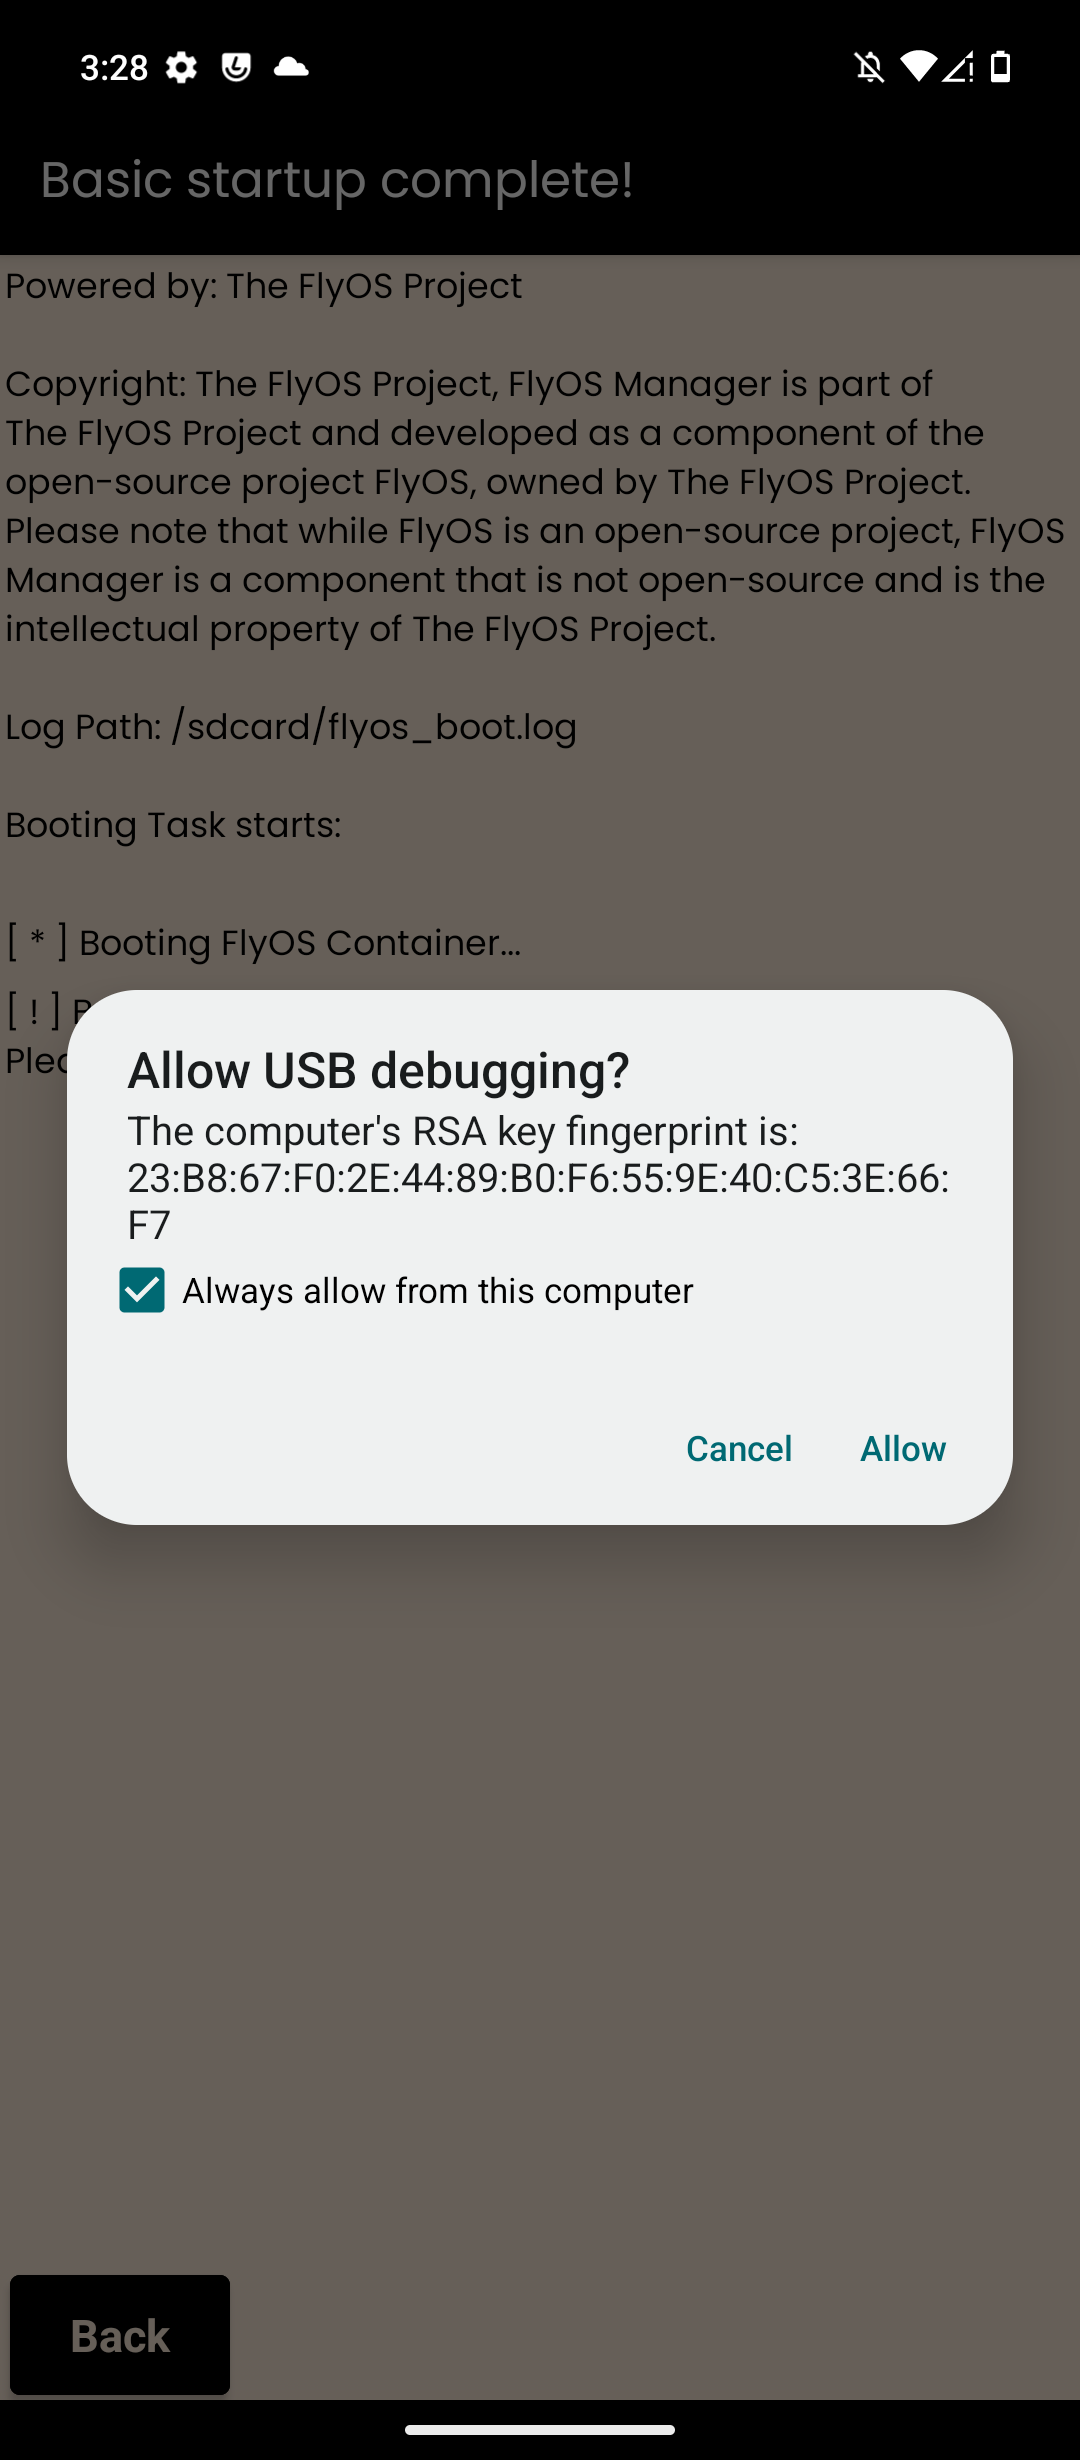 3:28
Basic startup complete!
Powered by: The FlyOS Project
Copyright: The FlyOS Project, FlyOS Manager is part of
The FlyOS Project and developed as a component of the
open-source project FlyOS, owned by The FlyOS Project.
Please note that while FlyOS is an open-source project, FlyOS
Manager is a component that is not open-source and is the
intellectual property of The FlyOS Project.
Log Path: /sdcard/flyos_boot.log
Booting Task starts:
[ * ] Booting FlyOS Container...
[ ! ]
Allow USB debugging?
The computer's RSA key fingerprint is:
23:B8:67:F0:2E:44:89:B0:F6:55:9E:40:C5:3E:66:
F7
Always allow from this computer
Cancel Allow
Back